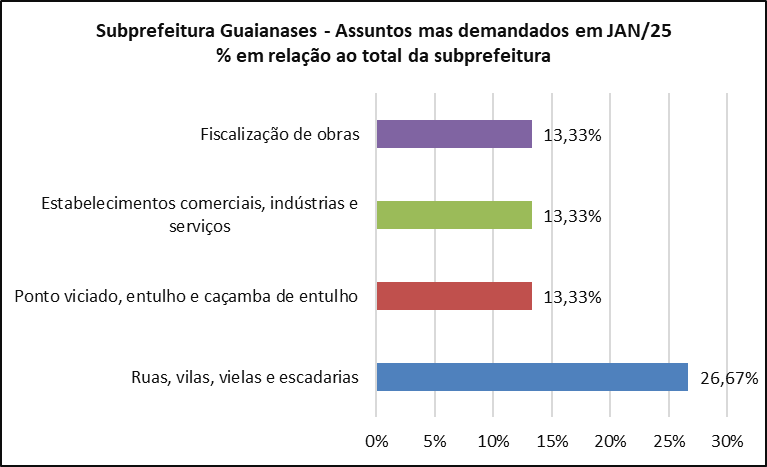 Subprefeitura Guaianases - Assuntos mas demandados em JAN/25
% em relação ao total da subprefeitura
Fiscalização de obras
13,33%
Estabelecimentos comerciais, indústrias e
serviços
13,33%
Ponto viciado, entulho e caçamba de entulho
13,33%
Ruas, vilas, vielas e escadarias
26,67%
0% 5% 10% 15% 20% 25% 30%